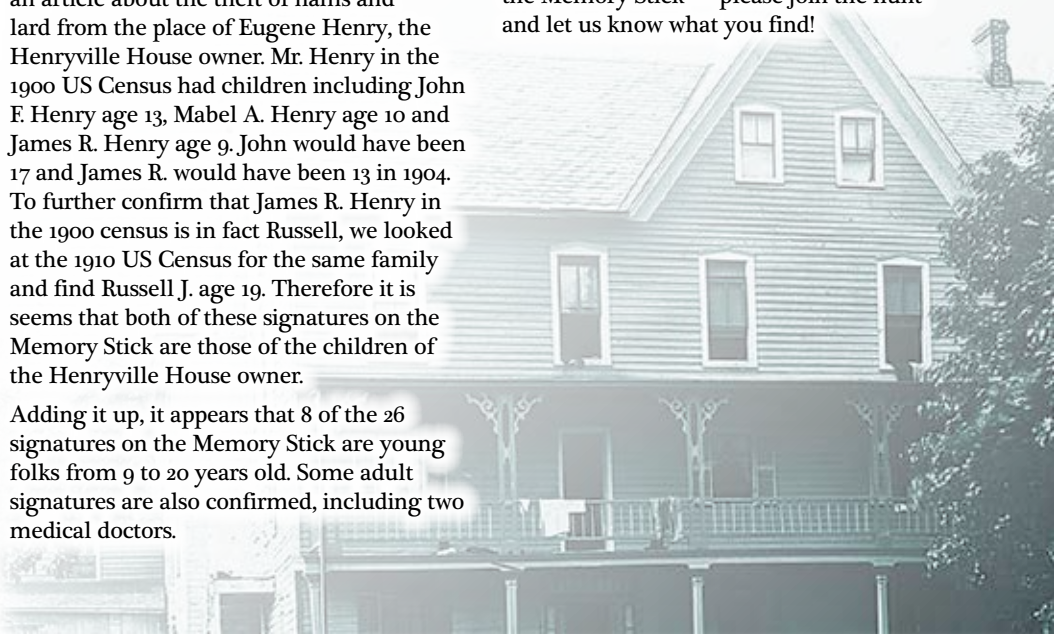 an article about the theft of hams and
lard from the place of Eugene Henry, the
Henryville House owner. Mr. Henry in the
1900 US Census had children including John
F. Henry age 13, Mabel A. Henry age 10 and
James R. Henry age 9. John would have been
17 and James R. would have been 13 in 1904.
To further confirm that James R. Henry in
the 1900 census is in fact Russell, we looked
at the 1910 US Census for the same family
and find Russell J. age 19. Therefore it is
seems that both of these signatures on the
Memory Stick are those of the children of
the Henryville House owner.
Adding it up, it appears that 8 of the 26
signatures on the Memory Stick are young
folks from 9 to 20 years old. Some adult
signatures are also confirmed, including two
medical doctors.
the Memory Stick — please join the hunt
and let us know what you find!